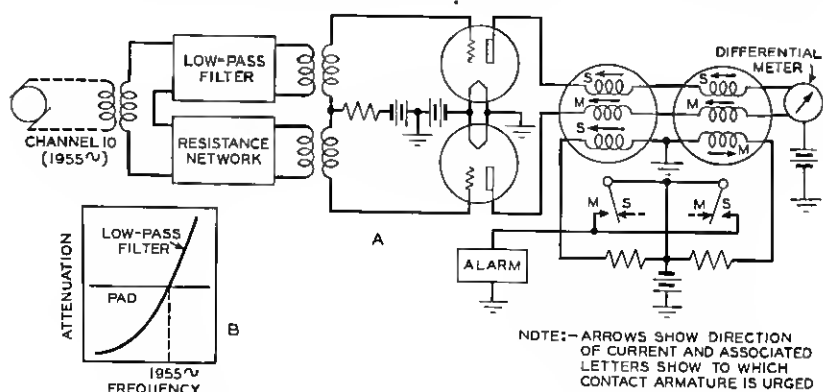 LOW-PASS
FILTER
CHANNEL 10
(1955~)
RESISTANCE
NETWORK
A
DIFFERENTIAL
METER
S
S
M
M
S
M
M
S
M
S
ALARM
ATTENUATION
LOW-PASS
FILTER
PAD
B
1955~
FREQUENCY
NOTE:- ARROWS SHOW DIRECTION
OF CURRENT AND ASSOCIATED
LETTERS SHOW TO WHICH
CONTACT ARMATURE IS URGED